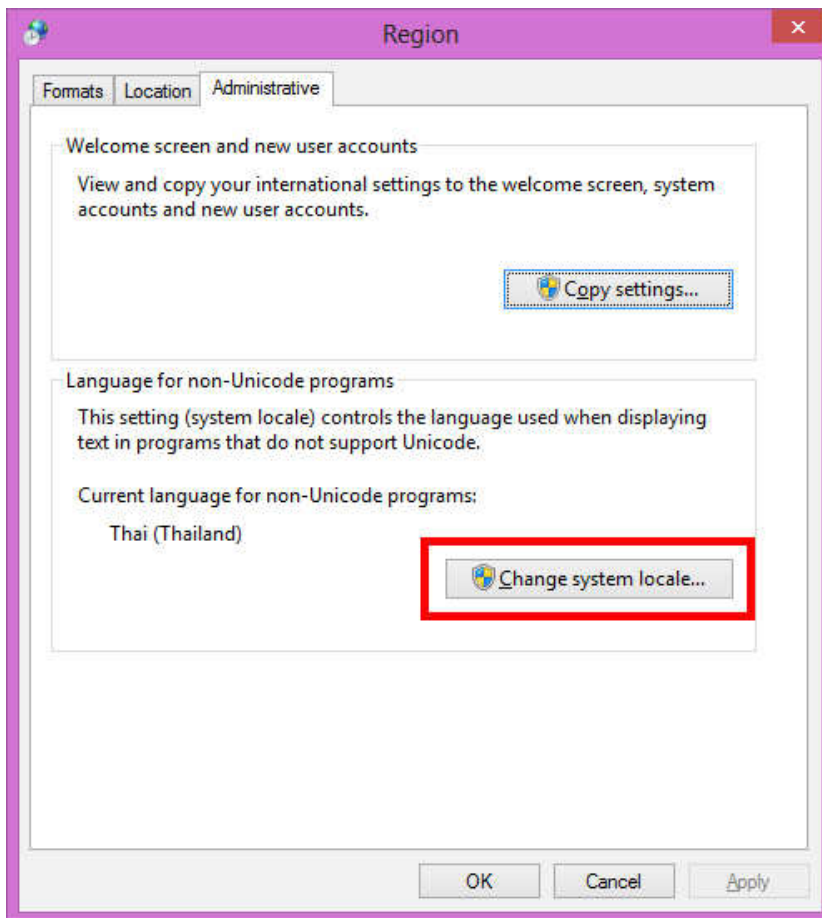 Region
Formats
Location
Administrative
Welcome screen and new user accounts
View and copy your international settings to the welcome screen, system
accounts and new user accounts.
Copy settings...
Language for non-Unicode programs
This setting (system locale) controls the language used when displaying
text in programs that do not support Unicode.
Current language for non-Unicode programs:
Thai (Thailand)
Change system locale...
OK
Cancel
Apply